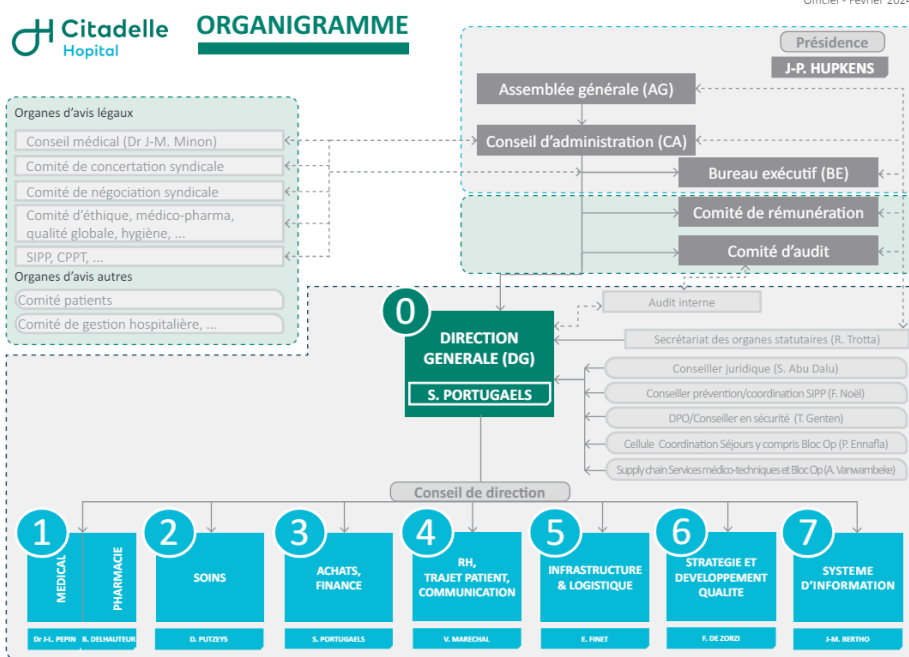 Officiel - Février 2024
Citadelle
Hopital
ORGANIGRAMME
Présidence
J-P. HUPKENS
Assemblée générale (AG)
Conseil d'administration (CA)
Bureau exécutif (BE)
Comité de rémunération
Comité d'audit
Organes d'avis légaux
Conseil médical (Dr J-M. Minon)
Comité de concertation syndicale
Comité de négociation syndicale
Comité d'éthique, médico-pharma,
qualité globale, hygiène, ...
SIPP, CPPT, ...
Organes d'avis autres
Comité patients
Comité de gestion hospitalière, ...
Audit interne
0
DIRECTION
GENERALE (DG)
S. PORTUGAELS
Secrétariat des organes statutaires (R. Trotta)
Conseiller juridique (S. Abu Dalu)
Conseiller prévention/coordination SIPP (F. Noël)
DPO/Conseiller en sécurité (T. Genten)
Cellule Coordination Séjours y compris Bloc Op (P. Ennafla)
Supply chain Services médico-techniques et Bloc Op (A. Vanwambeke)
Conseil de direction
1
MEDICAL
PHARMACIE
Dr J-L. PEPIN
B. DELHAUTEUR
2
SOINS
D. PUTZEYS
3
ACHATS,
FINANCE
S. PORTUGAELS
4
RH,
TRAJET PATIENT,
COMMUNICATION
V. MARECHAL
5
INFRASTRUCTURE
& LOGISTIQUE
E. FINET
6
STRATEGIE ET
DEVELOPPEMENT
QUALITE
F. DE ZORZI
7
SYSTEME
D'INFORMATION
J-M. BERTHO